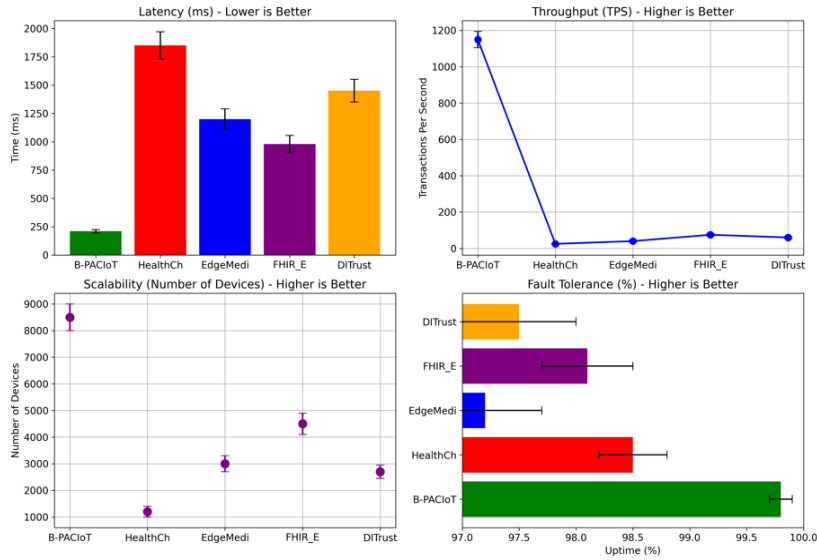 Latency (ms) - Lower is Better
Time (ms)
2000
1750
1500
1250
1000
750
500
250
0
B-PACIoT HealthCh EdgeMedi FHIR_E DITrust
Throughput (TPS) - Higher is Better
Transactions Per Second
1200
1000
800
600
400
200
0
B-PACIoT HealthCh EdgeMedi FHIR_E DITrust
Scalability (Number of Devices) - Higher is Better
Number of Devices
9000
8000
7000
6000
5000
4000
3000
2000
1000
B-PACIoT HealthCh EdgeMedi FHIR_E DITrust
Fault Tolerance (%) - Higher is Better
DITrust
FHIR_E
EdgeMedi
HealthCh
B-PACIoT
97.0 97.5 98.0 98.5 99.0 99.5 100.0
Uptime (%)